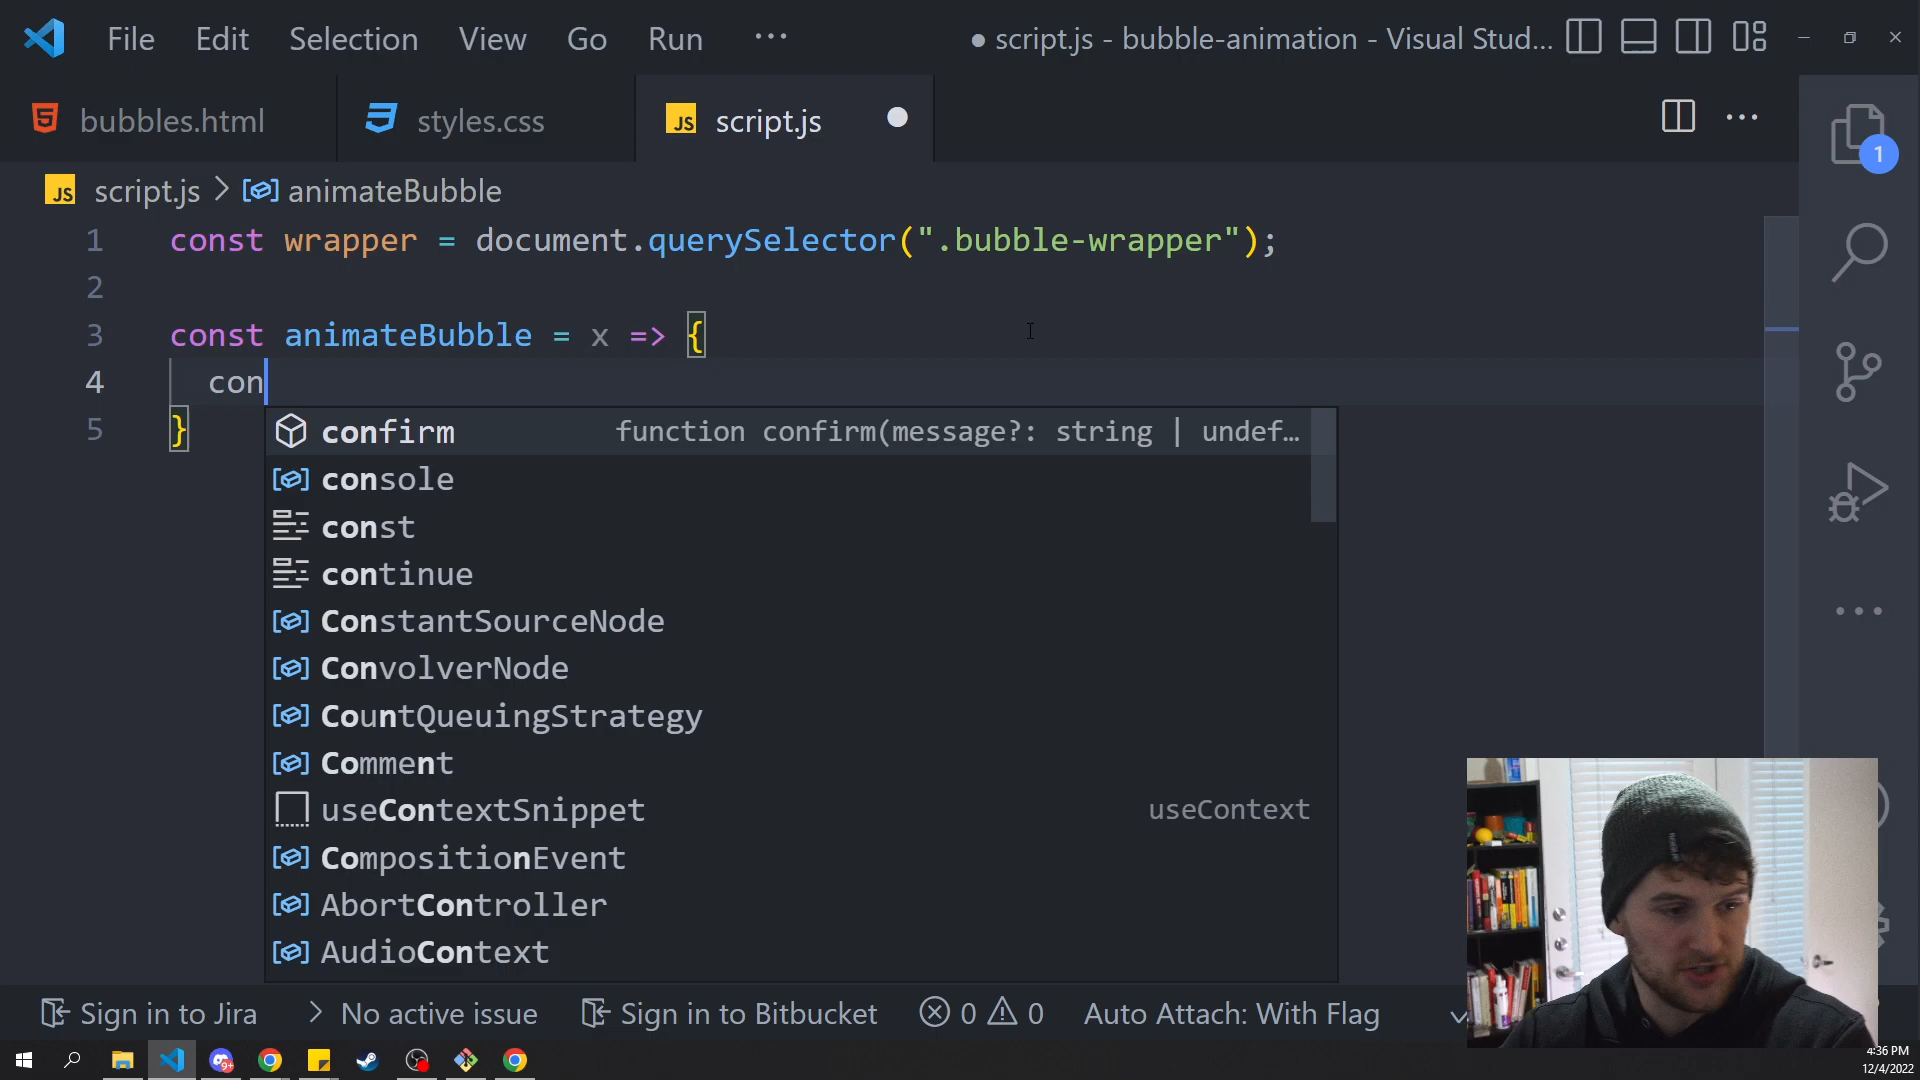 File Edit Selection View Go Run ··· ● script.js - bubble-animation - Visual Stud...
bubbles.html styles.css JS script.js
JS script.js > animateBubble
1 const wrapper = document.querySelector(".bubble-wrapper");
2
3 const animateBubble = x => {
4 con
5 }
confirm function confirm(message?: string | undef…
console
const
continue
ConstantSourceNode
ConvolverNode
CountQueuingStrategy
Comment
useContextSnippet useContext
CompositionEvent
AbortController
AudioContext
1
Sign in to Jira > No active issue Sign in to Bitbucket 0 0 Auto Attach: With Flag
9+
4:36 PM
12/4/2022